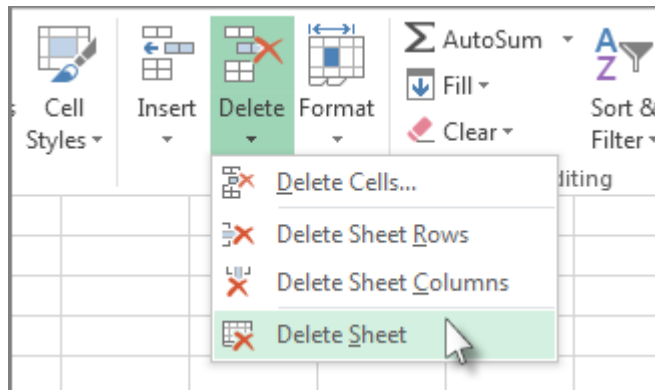 Cell
Styles
Insert
Delete
Format
AutoSum
Fill
Clear
A
Z
Sort &
Filter
Delete Cells...
Delete Sheet Rows
Delete Sheet Columns
Delete Sheet